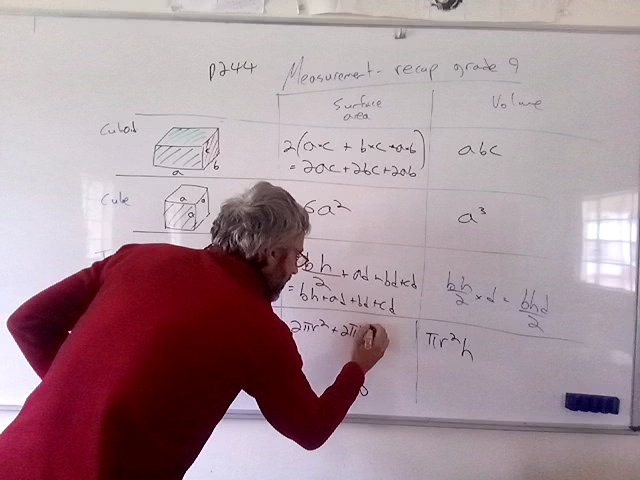 p244 Measurement - recap grade 9
Surface area
Volume
Cuboid
a
b
c
2(a×c + b×c + a×b)
= 2ac + 2bc + 2ab
abc
Cube
a
a
a
6a²
a³
bh/2 + ad + bd + cd
= bh + ad + bd + cd
bh/2 × d = bhd/2
2πr² + 2π
πr²h